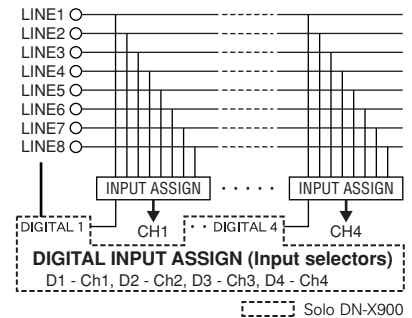 LINE1
LINE2
LINE3
LINE4
LINE5
LINE6
LINE7
LINE8
INPUT ASSIGN · · · · · INPUT ASSIGN
DIGITAL 1 CH1 · · DIGITAL 4 CH4
DIGITAL INPUT ASSIGN (Input selectors)
D1 - Ch1, D2 - Ch2, D3 - Ch3, D4 - Ch4
Solo DN-X900